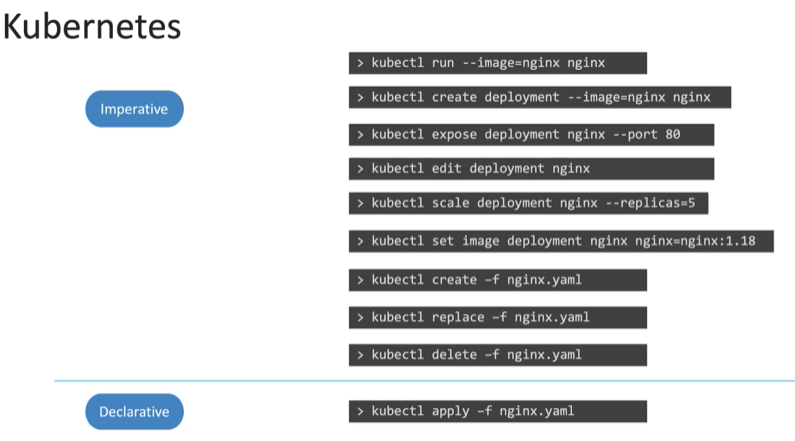 Kubernetes
Imperative
> kubectl run --image=nginx nginx
> kubectl create deployment --image=nginx nginx
> kubectl expose deployment nginx --port 80
> kubectl edit deployment nginx
> kubectl scale deployment nginx --replicas=5
> kubectl set image deployment nginx nginx=nginx:1.18
> kubectl create –f nginx.yaml
> kubectl replace –f nginx.yaml
> kubectl delete –f nginx.yaml
Declarative
> kubectl apply –f nginx.yaml